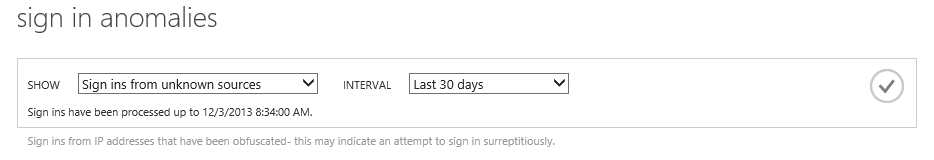 sign in anomalies
SHOW Sign ins from unknown sources INTERVAL Last 30 days
Sign ins have been processed up to 12/3/2013 8:34:00 AM.
Sign ins from IP addresses that have been obfuscated- this may indicate an attempt to sign in surreptitiously.